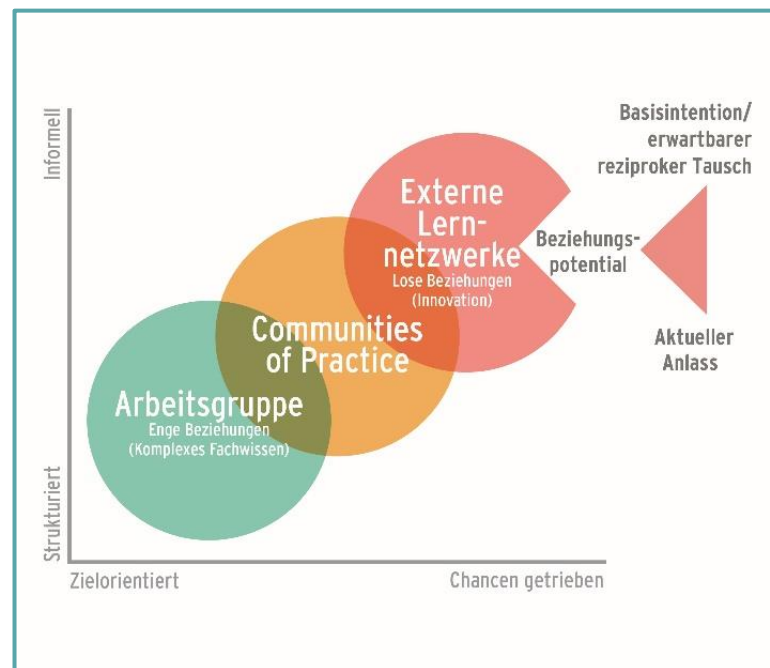 Informell
Strukturiert
Basisintention/
erwartbarer
reziproker Tausch
Externe
Lern-
netzwerke
Lose Beziehungen
(Innovation)
Beziehungs-
potential
Aktueller
Anlass
Communities
of Practice
Arbeitsgruppe
Enge Beziehungen
(Komplexes Fachwissen)
Zielorientiert
Chancen getrieben